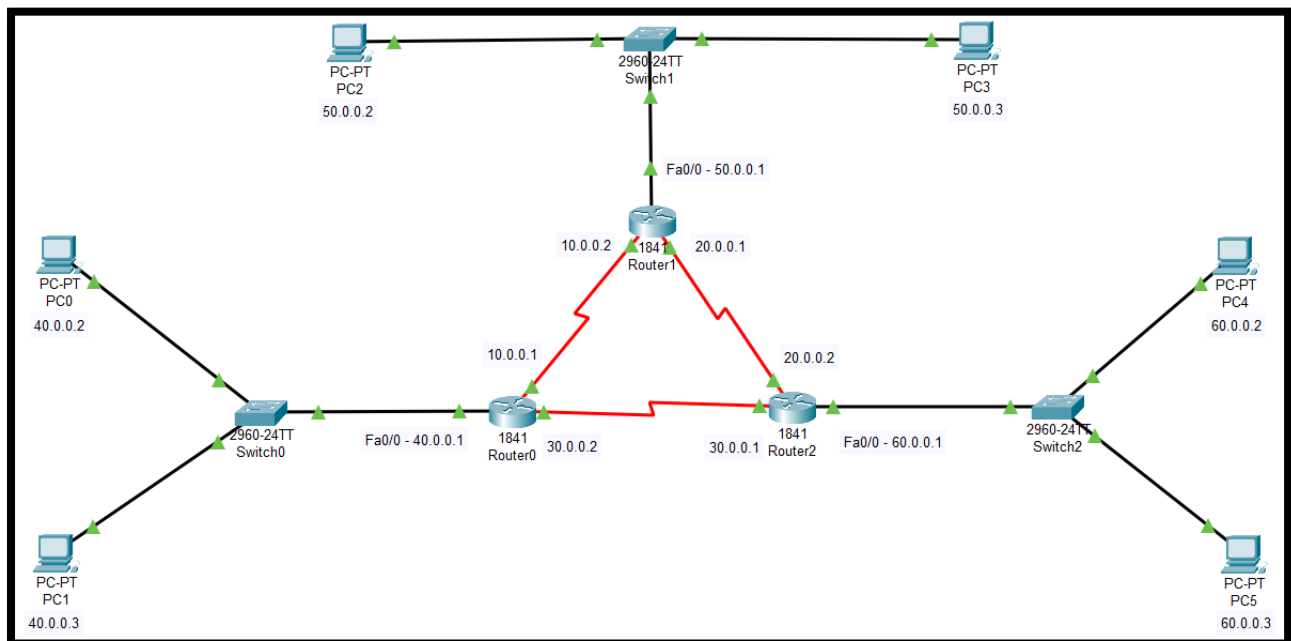 PC-PT
PC2
50.0.0.2
2960-24TT
Switch1
PC-PT
PC3
50.0.0.3
Fa0/0 - 50.0.0.1
10.0.0.2
1841
Router1
20.0.0.1
PC-PT
PC0
40.0.0.2
PC-PT
PC4
60.0.0.2
10.0.0.1
20.0.0.2
2960-24TT
Switch0
Fa0/0 - 40.0.0.1
1841
Router0
30.0.0.2
30.0.0.1
1841
Router2
Fa0/0 - 60.0.0.1
2960-24TT
Switch2
PC-PT
PC1
40.0.0.3
PC-PT
PC5
60.0.0.3